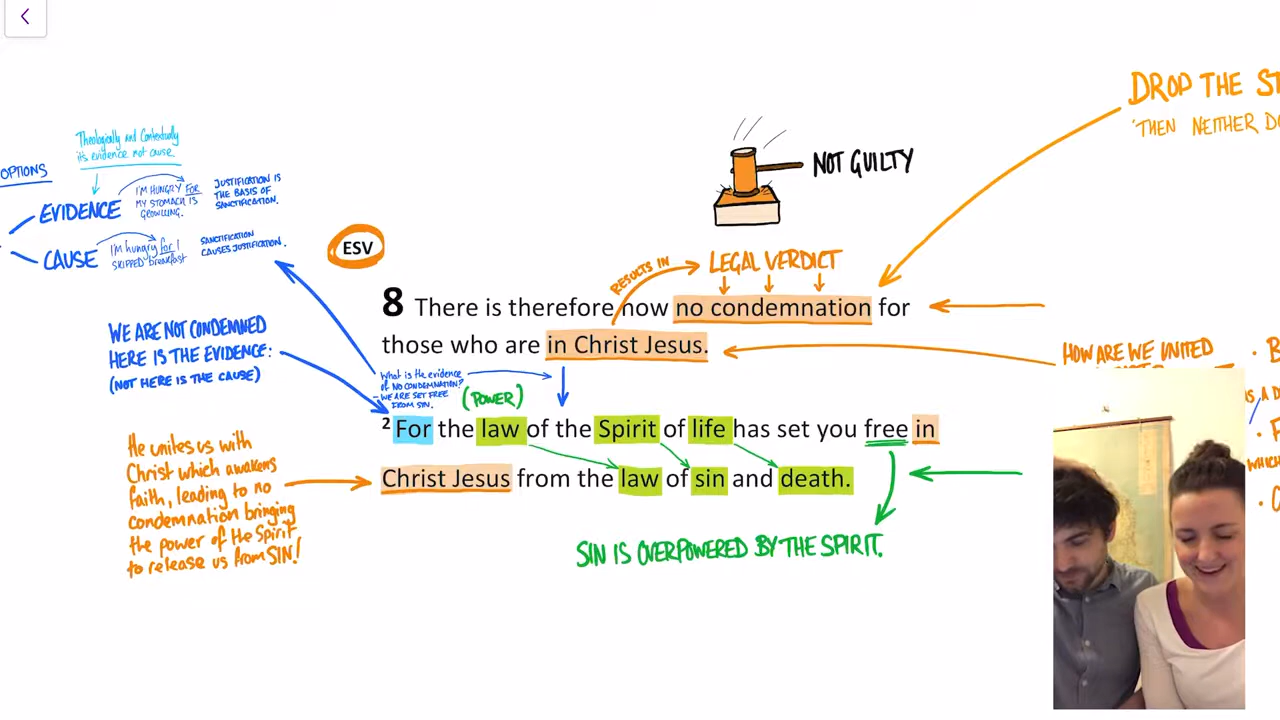 DROP THE
'THEN NEITHER
Theologically and Contextually
it's evidence not cause.
OPTIONS
EVIDENCE
I'M HUNGRY FOR
MY STOMACH IS
GROWLING.
JUSTIFICATION IS
THE BASIS OF
SANCTIFICATION.
CAUSE
I'm hungry for I
SKIPPED breakfast
SANCTIFICATION
CAUSES JUSTIFICATION.
NOT GUILTY
ESV
RESULTS IN
LEGAL VERDICT
8 There is therefore now no condemnation for
those who are in Christ Jesus.
WE ARE NOT CONDEMNED
HERE IS THE EVIDENCE:
(NOT HERE IS THE CAUSE)
What is the evidence
of NO CONDEMNATION?
- WE ARE SET FREE
FROM SIN.
(POWER)
HOW ARE WE UNITED
2 For the law of the Spirit of life has set you free in
Christ Jesus from the law of sin and death.
He unites us with
Christ which awakens
faith, leading to no
condemnation bringing
the power of the Spirit
to release us from SIN!
SIN IS OVERPOWERED BY THE SPIRIT.